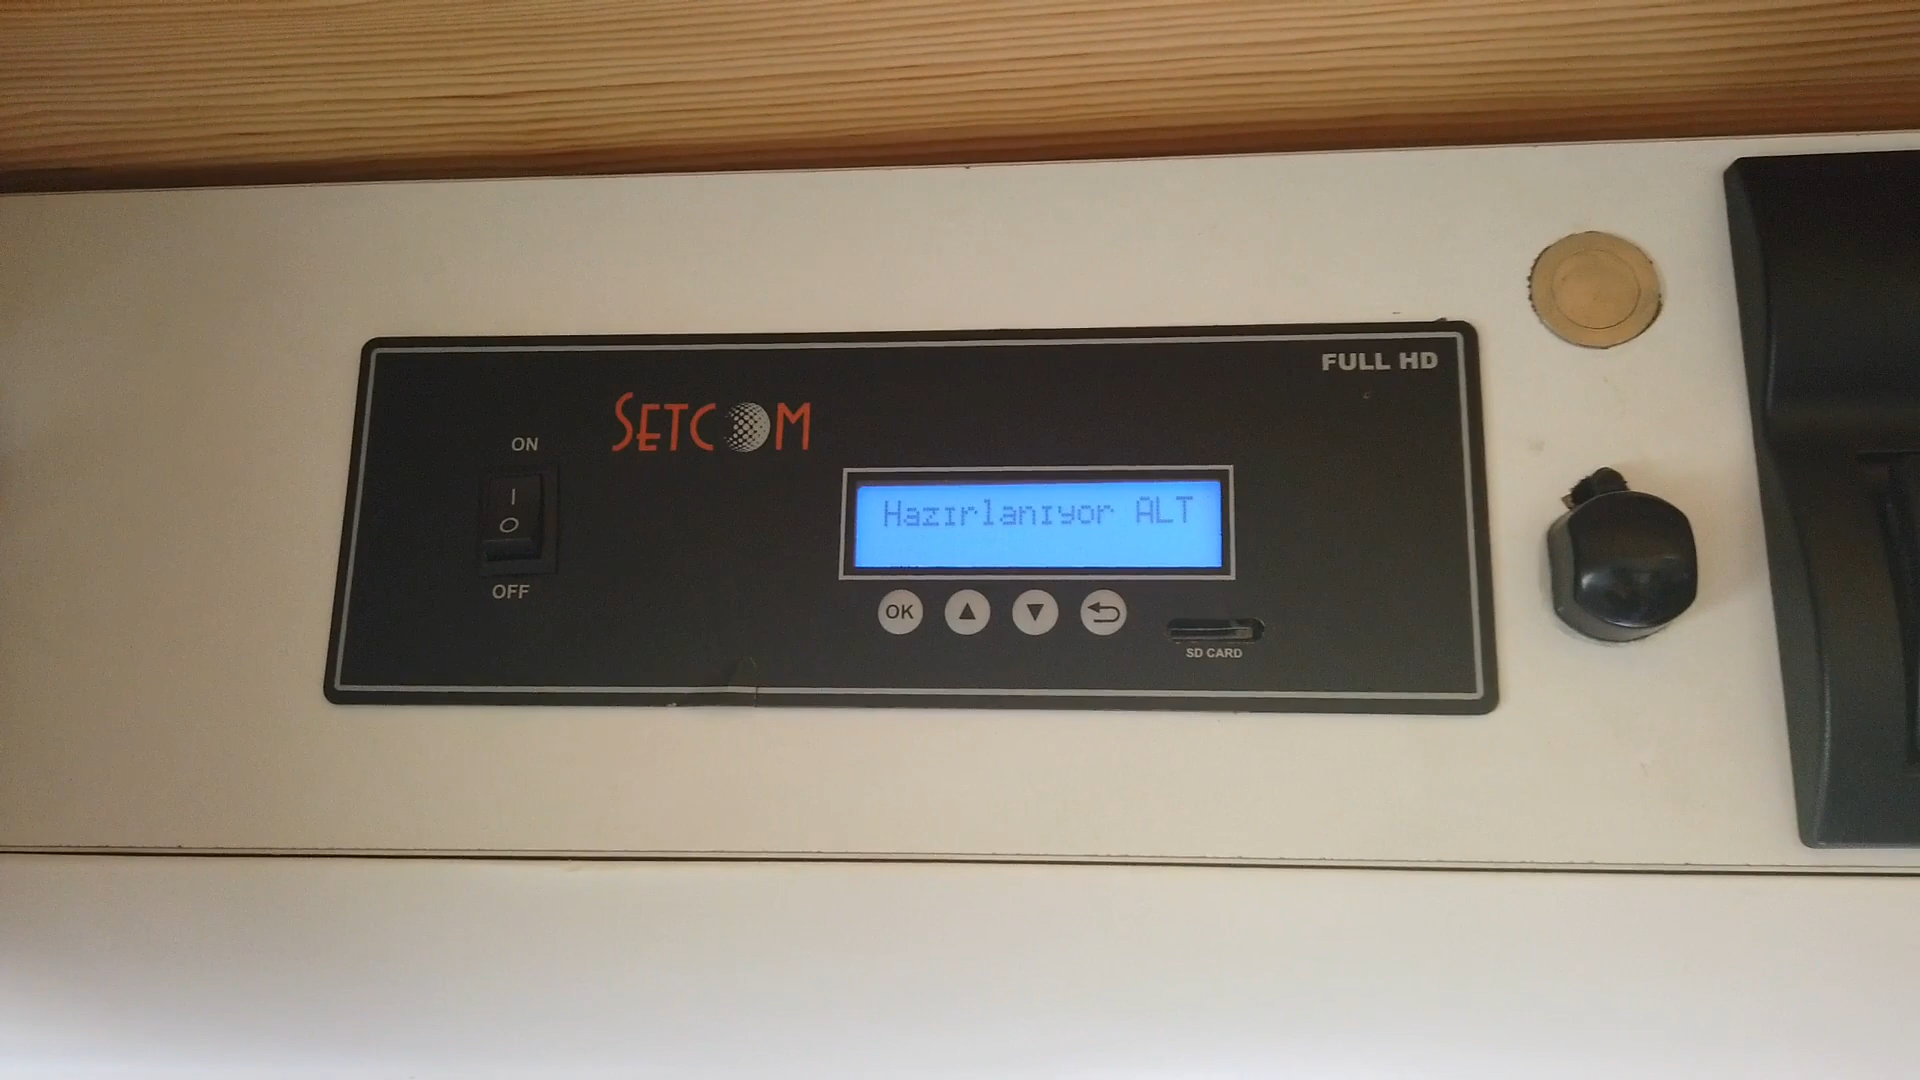 FULL HD
SETCOM
ON
I
O
OFF
Hazırlanıyor ALT
OK
SD CARD